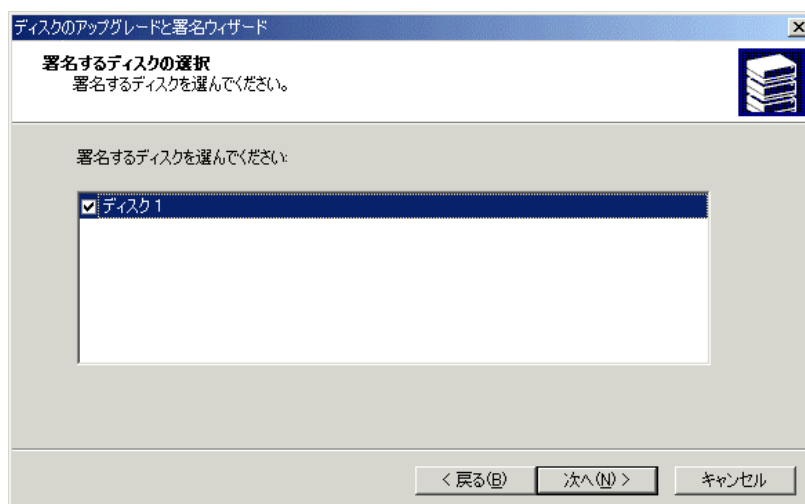 ディスクのアップグレードと署名ウィザード
署名するディスクの選択
署名するディスクを選んでください。
署名するディスクを選んでください:
ディスク 1
< 戻る(B)
次へ(N) >
キャンセル